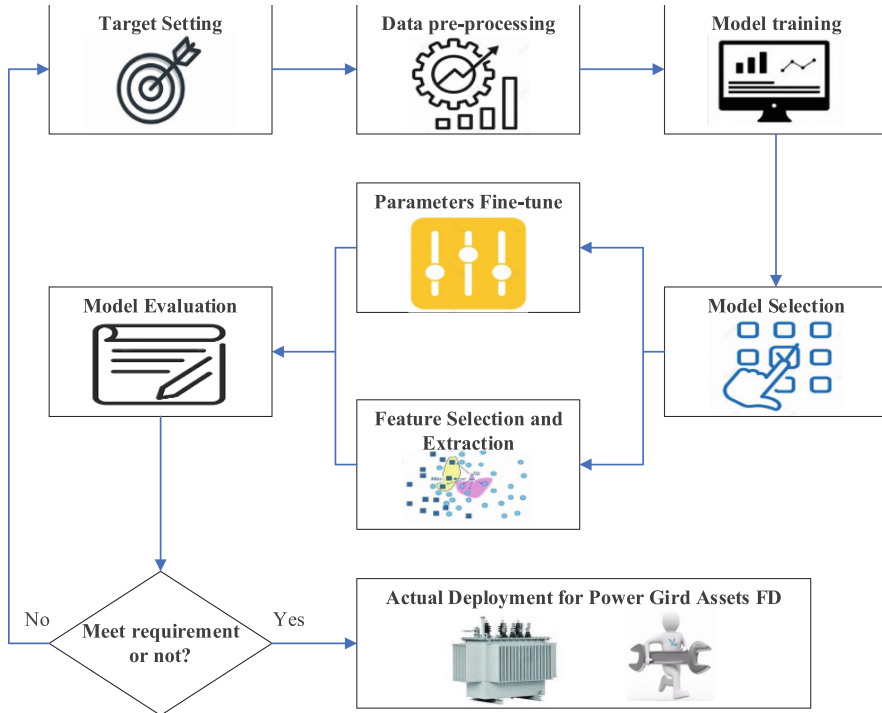 Target Setting
Data pre-processing
Model training
Parameters Fine-tune
Model Evaluation
Model Selection
Feature Selection and
Extraction
No
Meet requirement
or not?
Yes
Actual Deployment for Power Gird Assets FD